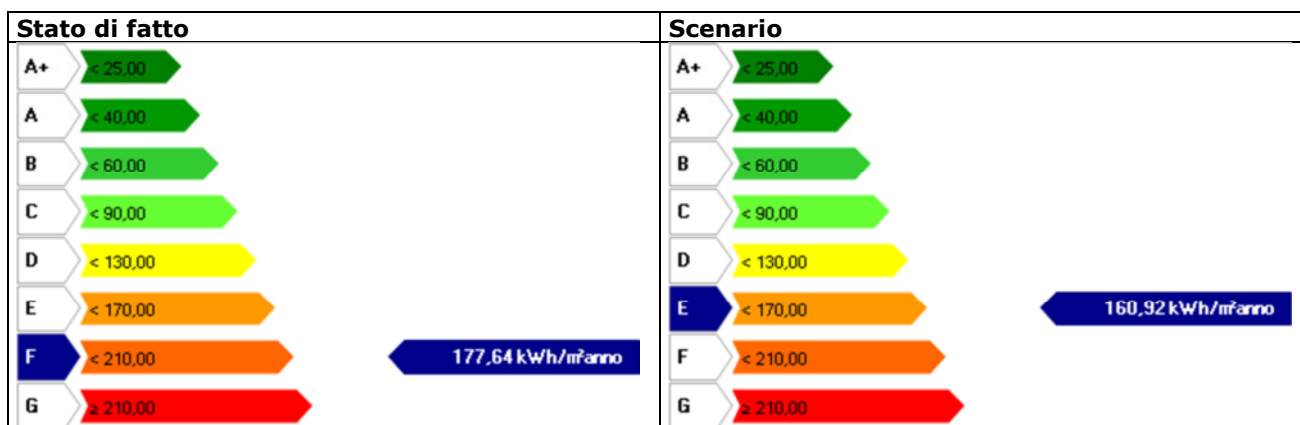 Stato di fatto
A+ < 25,00
A < 40,00
B < 60,00
C < 90,00
D < 130,00
E < 170,00
F < 210,00 177,64 kWh/m²anno
G ≥ 210,00
Scenario
A+ < 25,00
A < 40,00
B < 60,00
C < 90,00
D < 130,00
E < 170,00 160,92 kWh/m²anno
F < 210,00
G ≥ 210,00